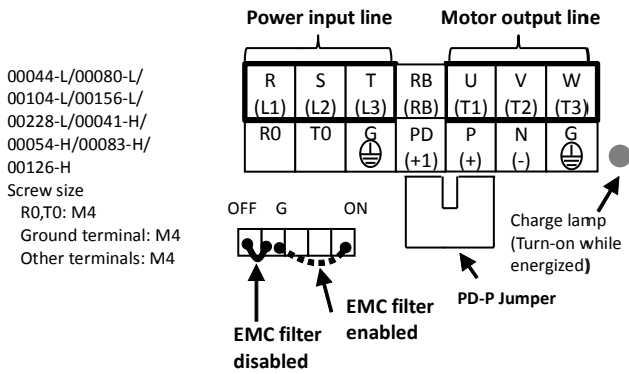 Power input line
Motor output line
00044-L/00080-L/
00104-L/00156-L/
00228-L/00041-H/
00054-H/00083-H/
00126-H
Screw size
R0,T0: M4
Ground terminal: M4
Other terminals: M4
R S T RB U V W
(L1) (L2) (L3) (RB) (T1) (T2) (T3)
R0 T0 G PD P N G
(+1) (+) (-)
OFF G ON
Charge lamp
(Turn-on while
energized)
PD-P Jumper
EMC filter
enabled
EMC filter
disabled